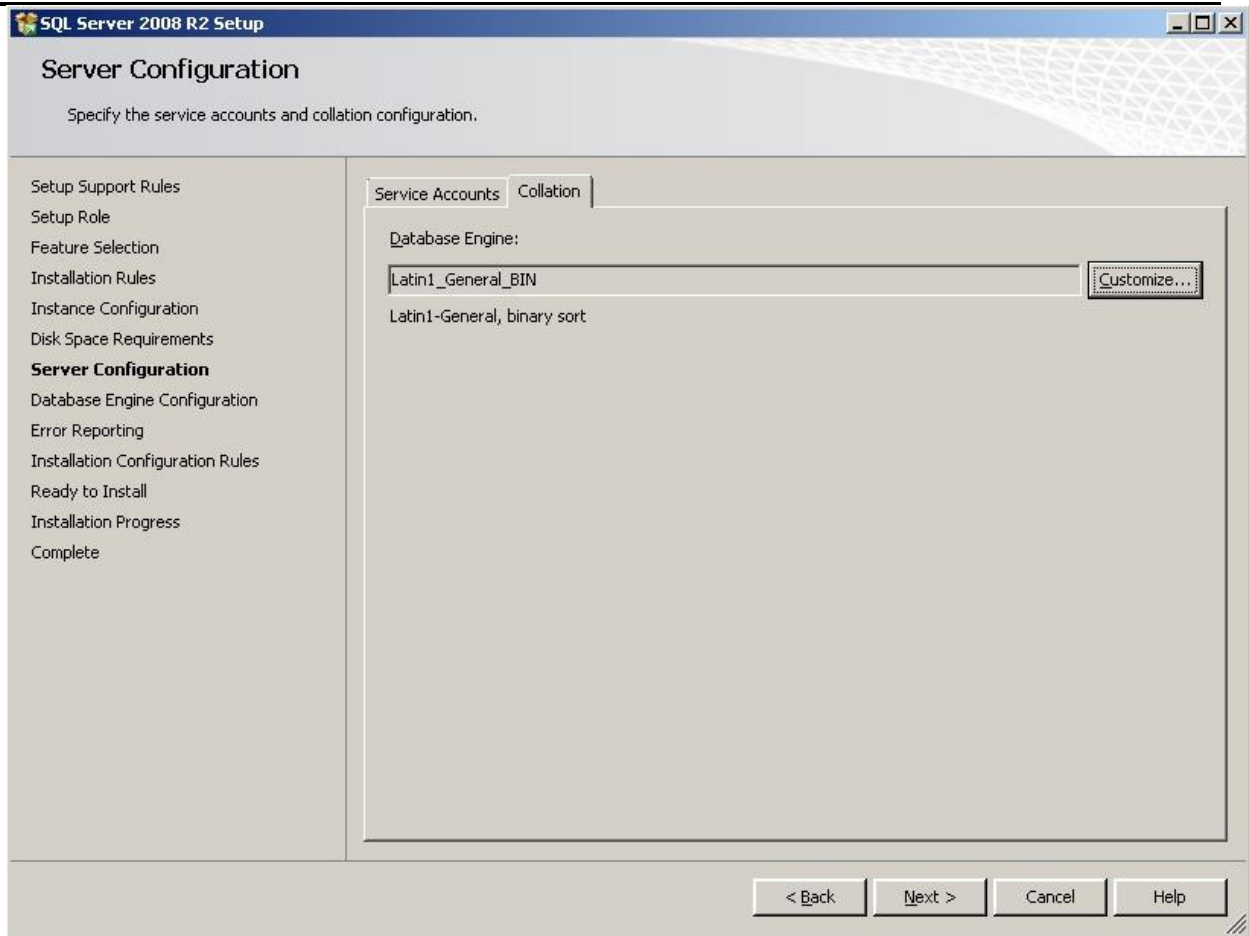 SQL Server 2008 R2 Setup
Server Configuration
Specify the service accounts and collation configuration.
Setup Support Rules
Setup Role
Feature Selection
Installation Rules
Instance Configuration
Disk Space Requirements
Server Configuration
Database Engine Configuration
Error Reporting
Installation Configuration Rules
Ready to Install
Installation Progress
Complete
Service Accounts Collation
Database Engine:
Latin1_General_BIN Customize...
Latin1-General, binary sort
< Back Next > Cancel Help